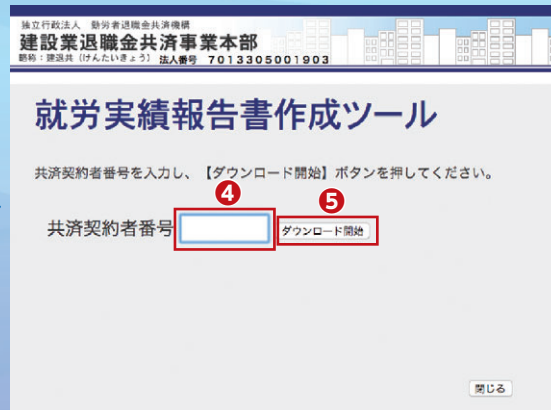 独立行政法人 勤労者退職金共済機構
建設業退職金共済事業本部
略称：建退共（けんたいきょう） 法人番号 7013305001903
就労実績報告書作成ツール
共済契約者番号を入力し、【ダウンロード開始】ボタンを押してください。
4 5
共済契約者番号 ダウンロード開始
閉じる